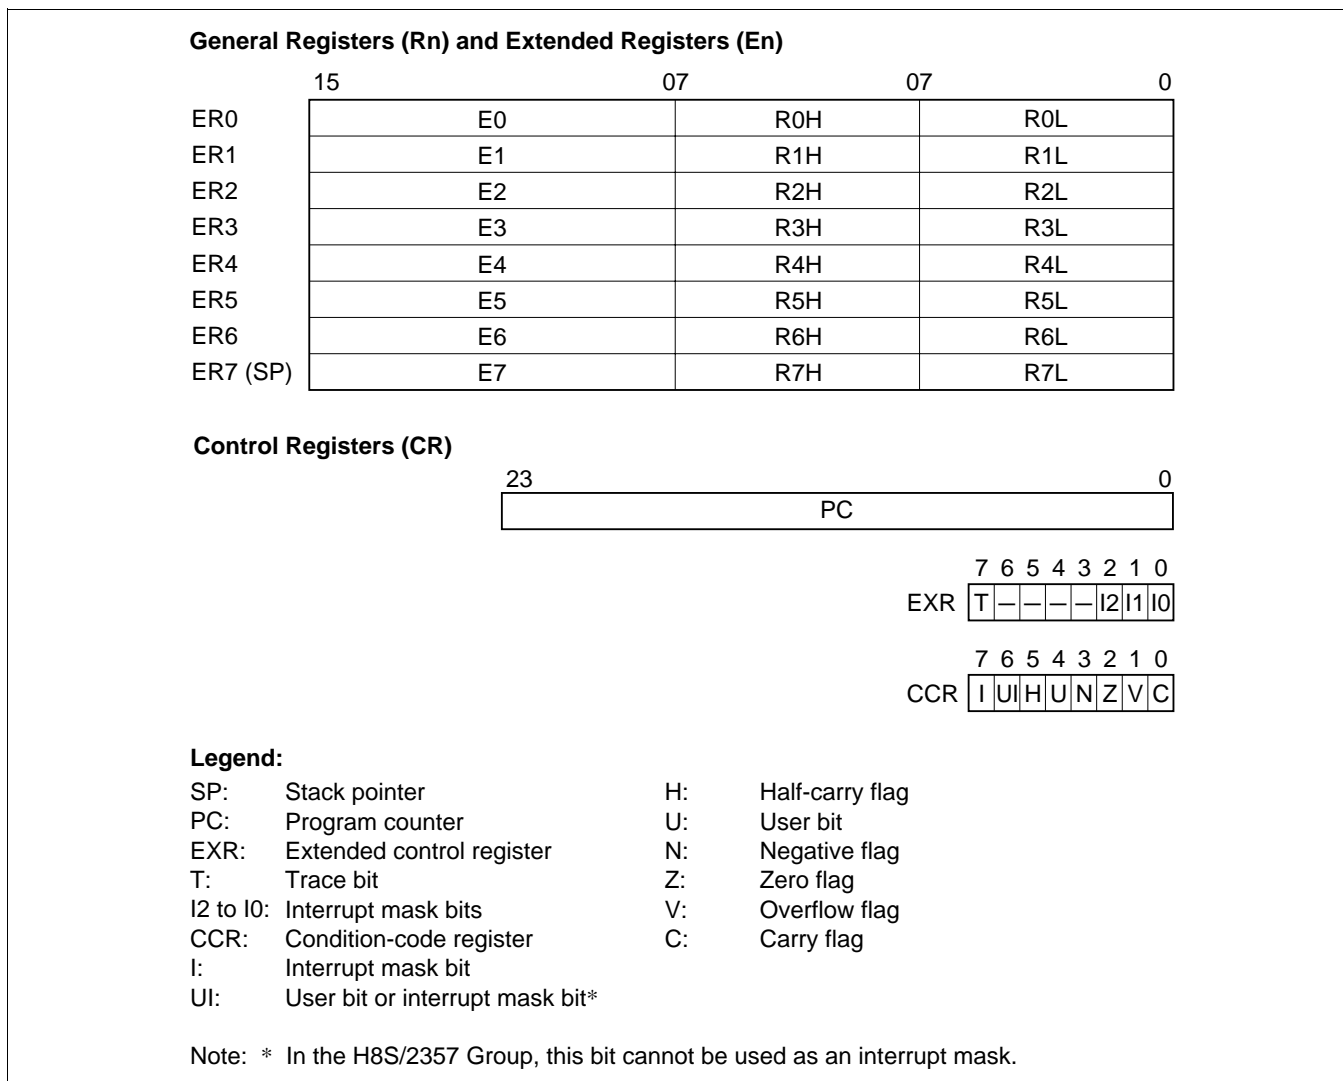 General Registers (Rn) and Extended Registers (En)
15 07 07 0
ER0 E0 R0H R0L
ER1 E1 R1H R1L
ER2 E2 R2H R2L
ER3 E3 R3H R3L
ER4 E4 R4H R4L
ER5 E5 R5H R5L
ER6 E6 R6H R6L
ER7 (SP) E7 R7H R7L
Control Registers (CR)
23 0
PC
7 6 5 4 3 2 1 0
EXR T — — — — I2 I1 I0
7 6 5 4 3 2 1 0
CCR I UI H U N Z V C
Legend:
SP: Stack pointer H: Half-carry flag
PC: Program counter U: User bit
EXR: Extended control register N: Negative flag
T: Trace bit Z: Zero flag
I2 to I0: Interrupt mask bits V: Overflow flag
CCR: Condition-code register C: Carry flag
I: Interrupt mask bit
UI: User bit or interrupt mask bit*
Note: * In the H8S/2357 Group, this bit cannot be used as an interrupt mask.